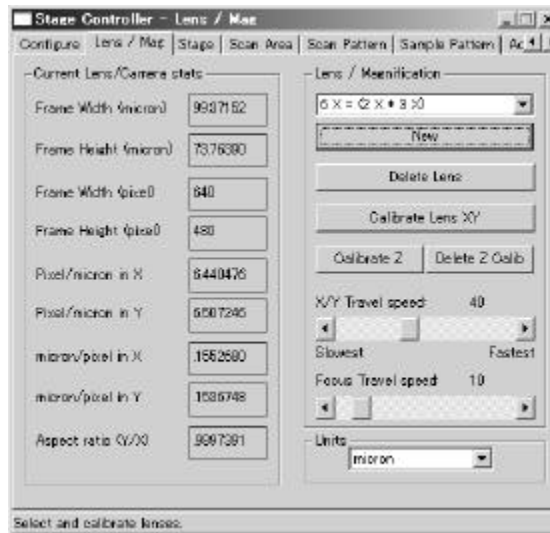 Stage Controller - Lens / Mag
Configure Lens / Mag Stage Scan Area Scan Pattern Sample Pattern
Current Lens/Camera stats
Frame Width (micron) 99.37152
Frame Height (micron) 73.76390
Frame Width (pixel) 640
Frame Height (pixel) 480
Pixel/micron in X 6.440476
Pixel/micron in Y 6.507246
micron/pixel in X .1552680
micron/pixel in Y .1536748
Aspect ratio (Y/X) .9897391
Lens / Magnification
6 X = (2 X * 3 X)
New
Delete Lens
Calibrate Lens XY
Calibrate Z Delete Z Calib
X/Y Travel speed: 40
Slowest Fastest
Focus Travel speed: 10
Units
micron
Select and calibrate lenses.